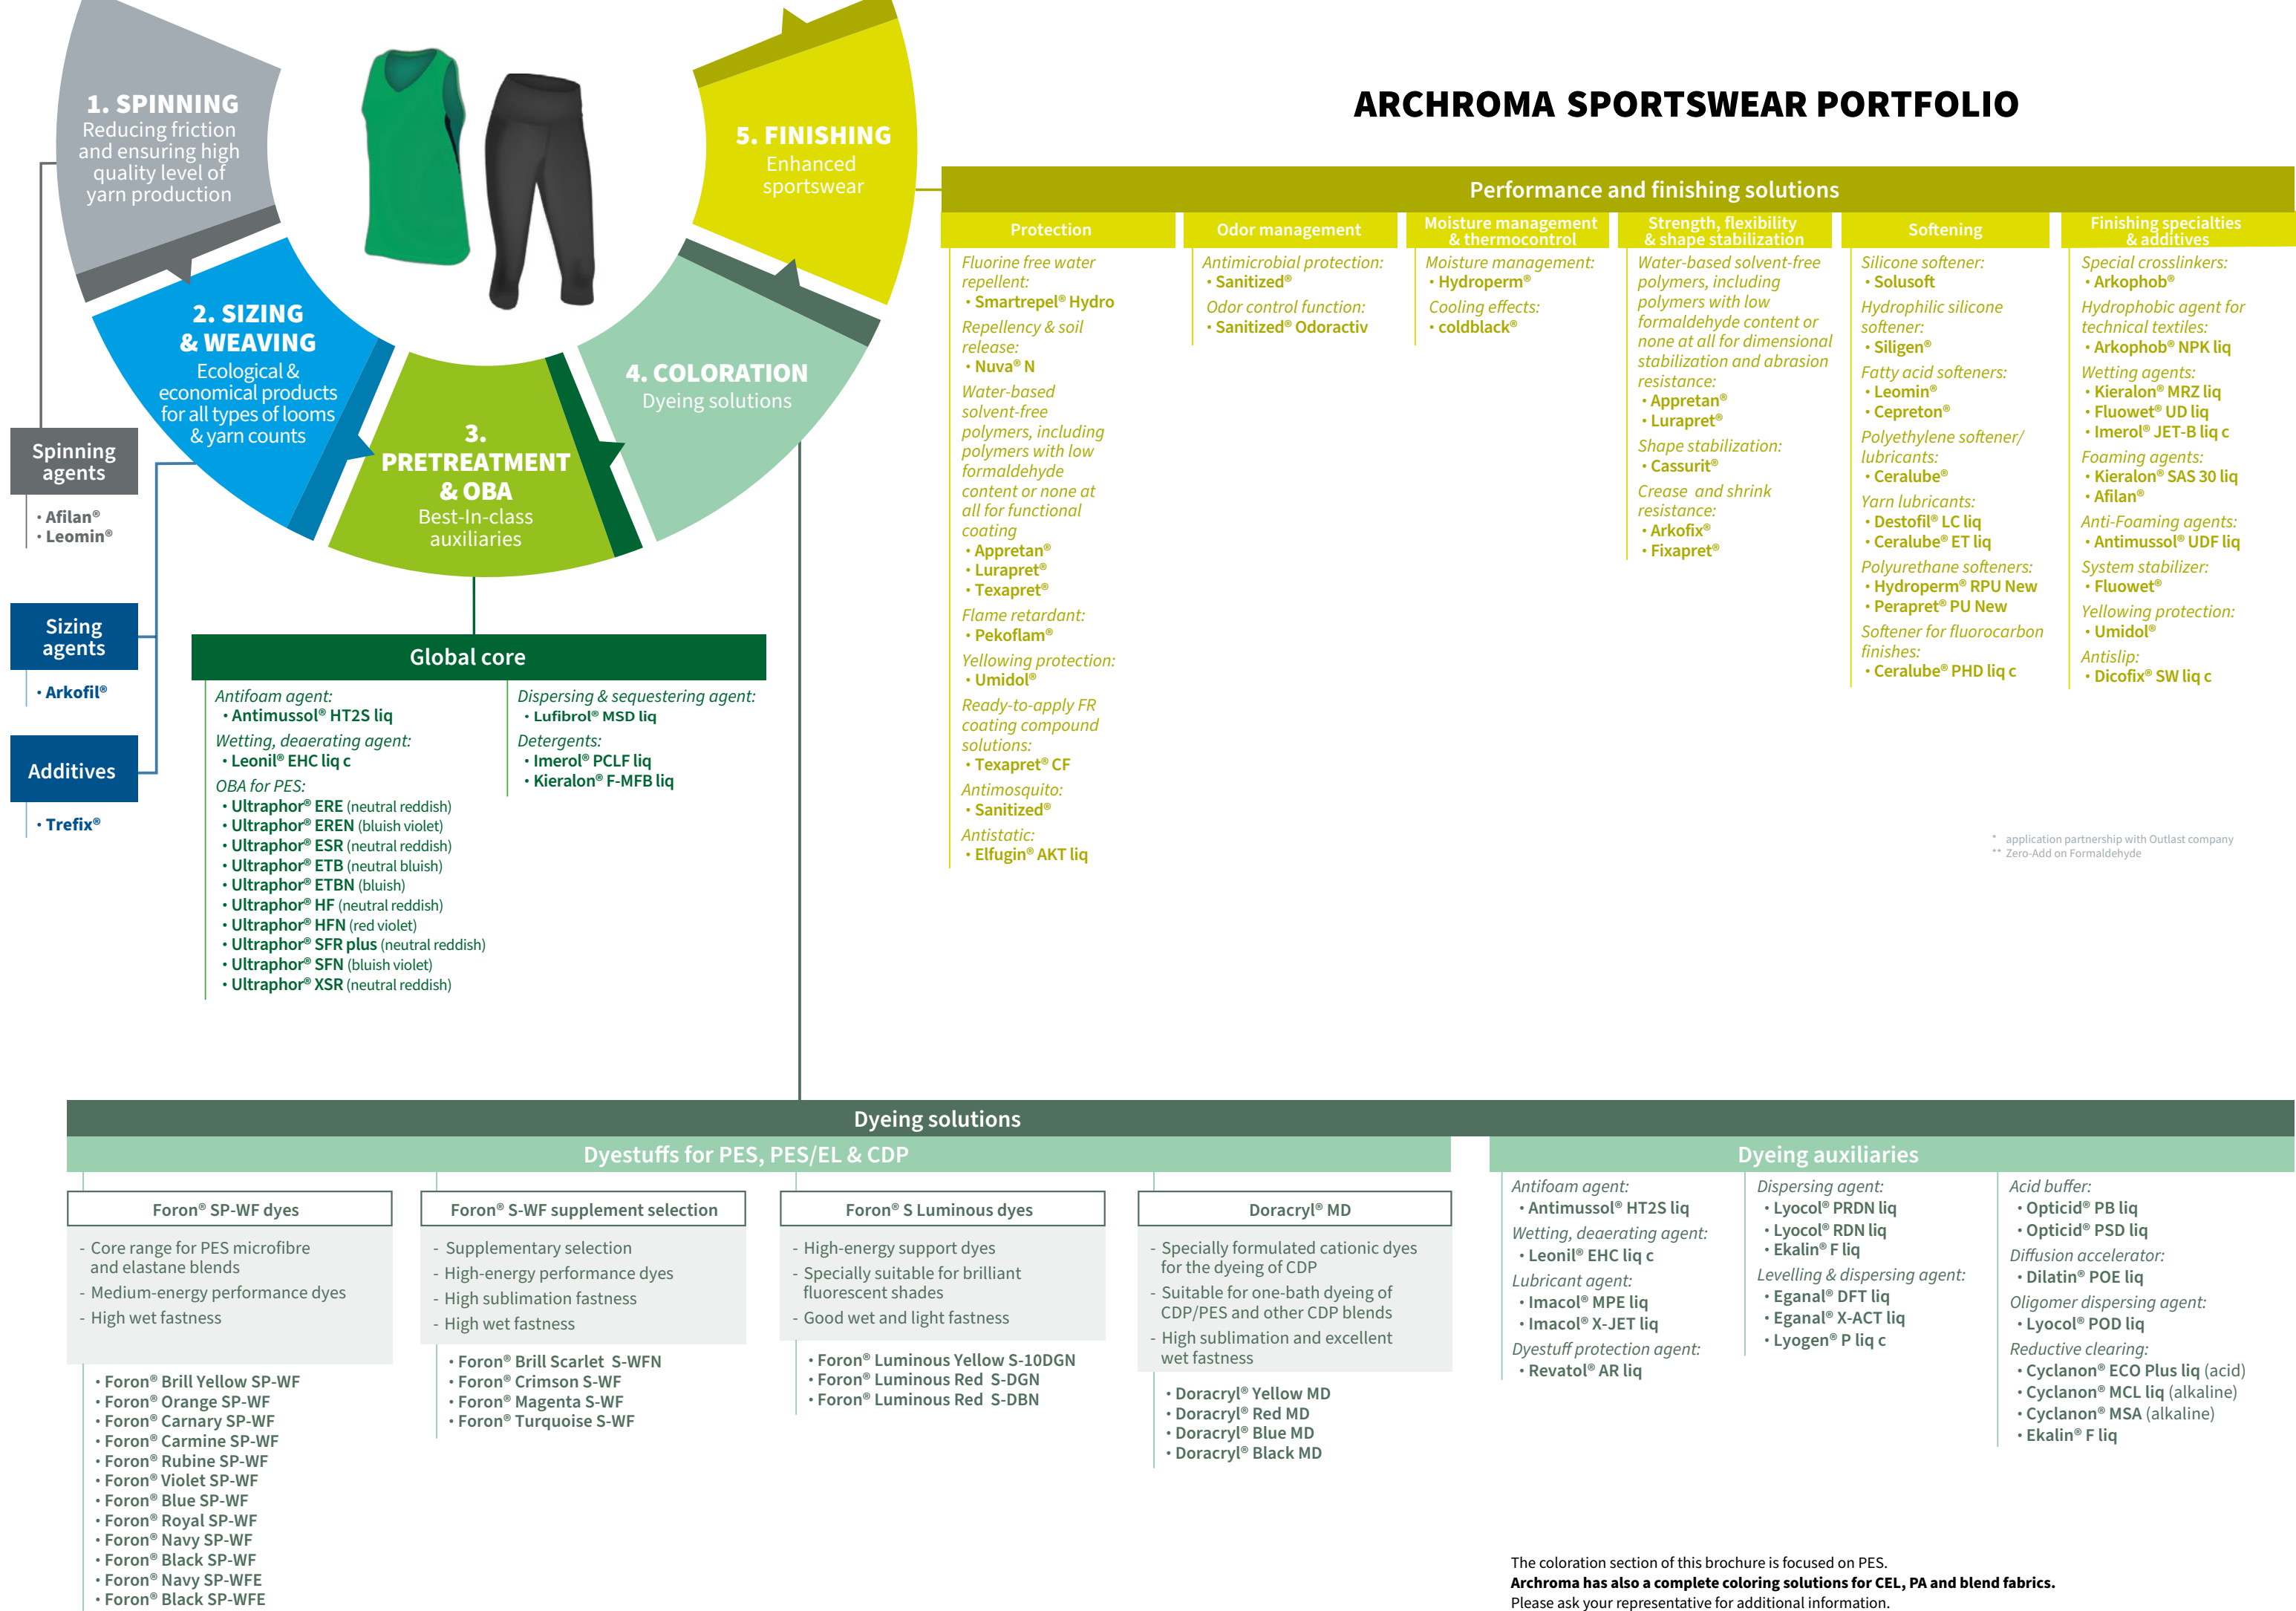 ARCHROMA SPORTSWEAR PORTFOLIO
1. SPINNING
Reducing friction
and ensuring high
quality level of
yarn production
2. SIZING
& WEAVING
Ecological &
economical products
for all types of looms
& yarn counts
3.
PRETREATMENT
& OBA
Best-In-class
auxiliaries
4. COLORATION
Dyeing solutions
5. FINISHING
Enhanced
sportswear
Spinning
agents
• Afilan®
• Leomin®
Sizing
agents
• Arkofil®
Additives
• Trefix®
Global core
Antifoam agent:
• Antimussol® HT2S liq
Wetting, deaerating agent:
• Leonil® EHC liq c
OBA for PES:
• Ultraphor® ERE (neutral reddish)
• Ultraphor® EREN (bluish violet)
• Ultraphor® ESR (neutral reddish)
• Ultraphor® ETB (neutral bluish)
• Ultraphor® ETBN (bluish)
• Ultraphor® HF (neutral reddish)
• Ultraphor® HFN (red violet)
• Ultraphor® SFR plus (neutral reddish)
• Ultraphor® SFN (bluish violet)
• Ultraphor® XSR (neutral reddish)
Dispersing & sequestering agent:
• Lufibrol® MSD liq
Detergents:
• Imerol® PCLF liq
• Kieralon® F-MFB liq
Performance and finishing solutions
Protection
Fluorine free water
repellent:
• Smartrepel® Hydro
Repellency & soil
release:
• Nuva® N
Water-based
solvent-free
polymers, including
polymers with low
formaldehyde
content or none at
all for functional
coating
• Appretan®
• Lurapret®
• Texapret®
Flame retardant:
• Pekoflam®
Yellowing protection:
• Umidol®
Ready-to-apply FR
coating compound
solutions:
• Texapret® CF
Antimosquito:
• Sanitized®
Antistatic:
• Elfugin® AKT liq
Odor management
Antimicrobial protection:
• Sanitized®
Odor control function:
• Sanitized® Odoractiv
Moisture management
& thermocontrol
Moisture management:
• Hydroperm®
Cooling effects:
• coldblack®
Strength, flexibility
& shape stabilization
Water-based solvent-free
polymers, including
polymers with low
formaldehyde content or
none at all for dimensional
stabilization and abrasion
resistance:
• Appretan®
• Lurapret®
Shape stabilization:
• Cassurit®
Crease and shrink
resistance:
• Arkofix®
• Fixapret®
Softening
Silicone softener:
• Solusoft
Hydrophilic silicone
softener:
• Siligen®
Fatty acid softeners:
• Leomin®
• Cepreton®
Polyethylene softener/
lubricants:
• Ceralube®
Yarn lubricants:
• Destofil® LC liq
• Ceralube® ET liq
Polyurethane softeners:
• Hydroperm® RPU New
• Perapret® PU New
Softener for fluorocarbon
finishes:
• Ceralube® PHD liq c
Finishing specialties
& additives
Special crosslinkers:
• Arkophob®
Hydrophobic agent for
technical textiles:
• Arkophob® NPK liq
Wetting agents:
• Kieralon® MRZ liq
• Fluowet® UD liq
• Imerol® JET-B liq c
Foaming agents:
• Kieralon® SAS 30 liq
• Afilan®
Anti-Foaming agents:
• Antimussol® UDF liq
System stabilizer:
• Fluowet®
Yellowing protection:
• Umidol®
Antislip:
• Dicofix® SW liq c
* application partnership with Outlast company
** Zero-Add on Formaldehyde
Dyeing solutions
Dyestuffs for PES, PES/EL & CDP
Foron® SP-WF dyes
- Core range for PES microfibre
and elastane blends
- Medium-energy performance dyes
- High wet fastness
• Foron® Brill Yellow SP-WF
• Foron® Orange SP-WF
• Foron® Carnary SP-WF
• Foron® Carmine SP-WF
• Foron® Rubine SP-WF
• Foron® Violet SP-WF
• Foron® Blue SP-WF
• Foron® Royal SP-WF
• Foron® Navy SP-WF
• Foron® Black SP-WF
• Foron® Navy SP-WFE
• Foron® Black SP-WFE
Foron® S-WF supplement selection
- Supplementary selection
- High-energy performance dyes
- High sublimation fastness
- High wet fastness
• Foron® Brill Scarlet S-WFN
• Foron® Crimson S-WF
• Foron® Magenta S-WF
• Foron® Turquoise S-WF
Foron® S Luminous dyes
- High-energy support dyes
- Specially suitable for brilliant
fluorescent shades
- Good wet and light fastness
• Foron® Luminous Yellow S-10DGN
• Foron® Luminous Red S-DGN
• Foron® Luminous Red S-DBN
Doracryl® MD
- Specially formulated cationic dyes
for the dyeing of CDP
- Suitable for one-bath dyeing of
CDP/PES and other CDP blends
- High sublimation and excellent
wet fastness
• Doracryl® Yellow MD
• Doracryl® Red MD
• Doracryl® Blue MD
• Doracryl® Black MD
Dyeing auxiliaries
Antifoam agent:
• Antimussol® HT2S liq
Wetting, deaerating agent:
• Leonil® EHC liq c
Lubricant agent:
• Imacol® MPE liq
• Imacol® X-JET liq
Dyestuff protection agent:
• Revatol® AR liq
Dispersing agent:
• Lyocol® PRDN liq
• Lyocol® RDN liq
• Ekalin® F liq
Levelling & dispersing agent:
• Eganal® DFT liq
• Eganal® X-ACT liq
• Lyogen® P liq c
Acid buffer:
• Opticid® PB liq
• Opticid® PSD liq
Diffusion accelerator:
• Dilatin® POE liq
Oligomer dispersing agent:
• Lyocol® POD liq
Reductive clearing:
• Cyclanon® ECO Plus liq (acid)
• Cyclanon® MCL liq (alkaline)
• Cyclanon® MSA (alkaline)
• Ekalin® F liq
The coloration section of this brochure is focused on PES.
Archroma has also a complete coloring solutions for CEL, PA and blend fabrics.
Please ask your representative for additional information.